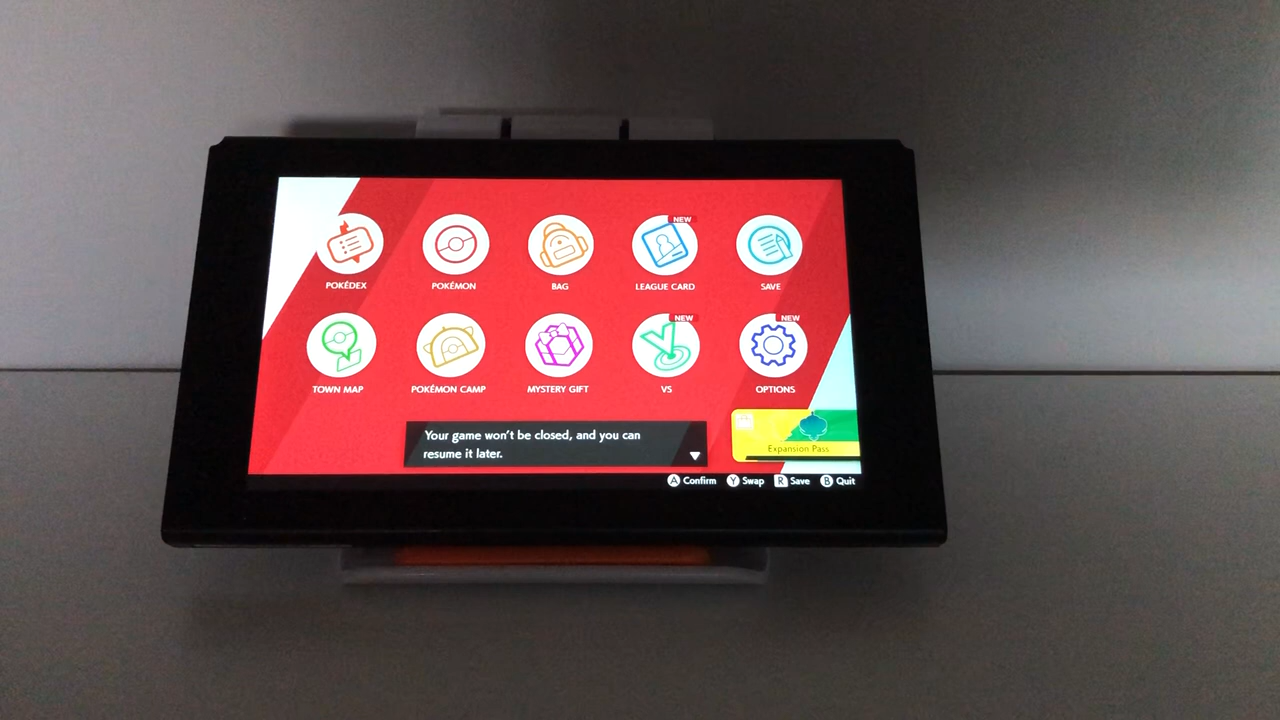 NEW
POKÉDEX POKÉMON BAG LEAGUE CARD SAVE
NEW NEW
TOWN MAP POKÉMON CAMP MYSTERY GIFT VS OPTIONS
Your game won't be closed, and you can
resume it later.
Expansion Pass
A Confirm Y Swap R Save B Quit